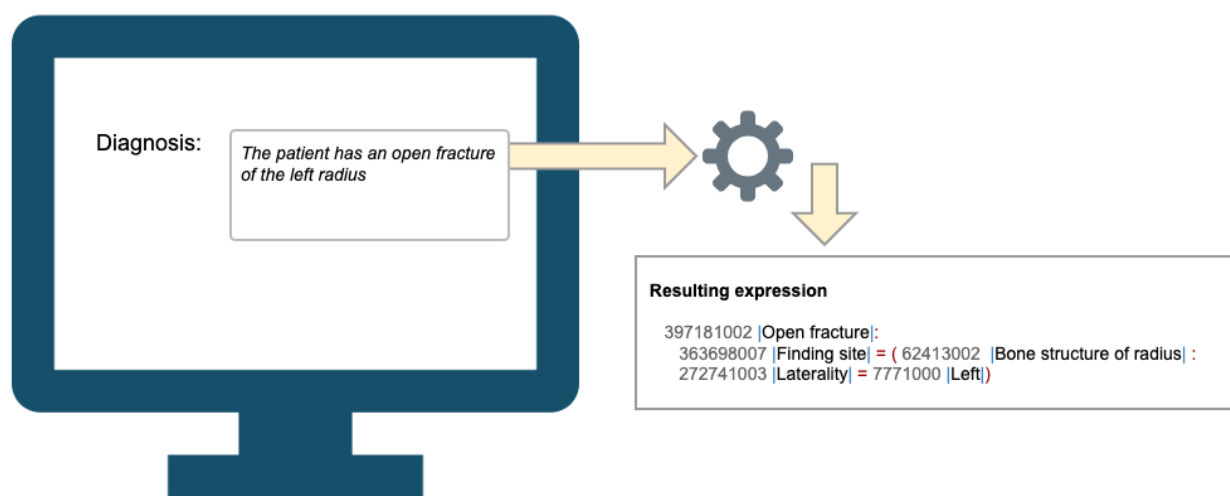 Diagnosis:
The patient has an open fracture
of the left radius
Resulting expression
397181002 |Open fracture|:
363698007 |Finding site| = ( 62413002 |Bone structure of radius| :
272741003 |Laterality| = 7771000 |Left|)